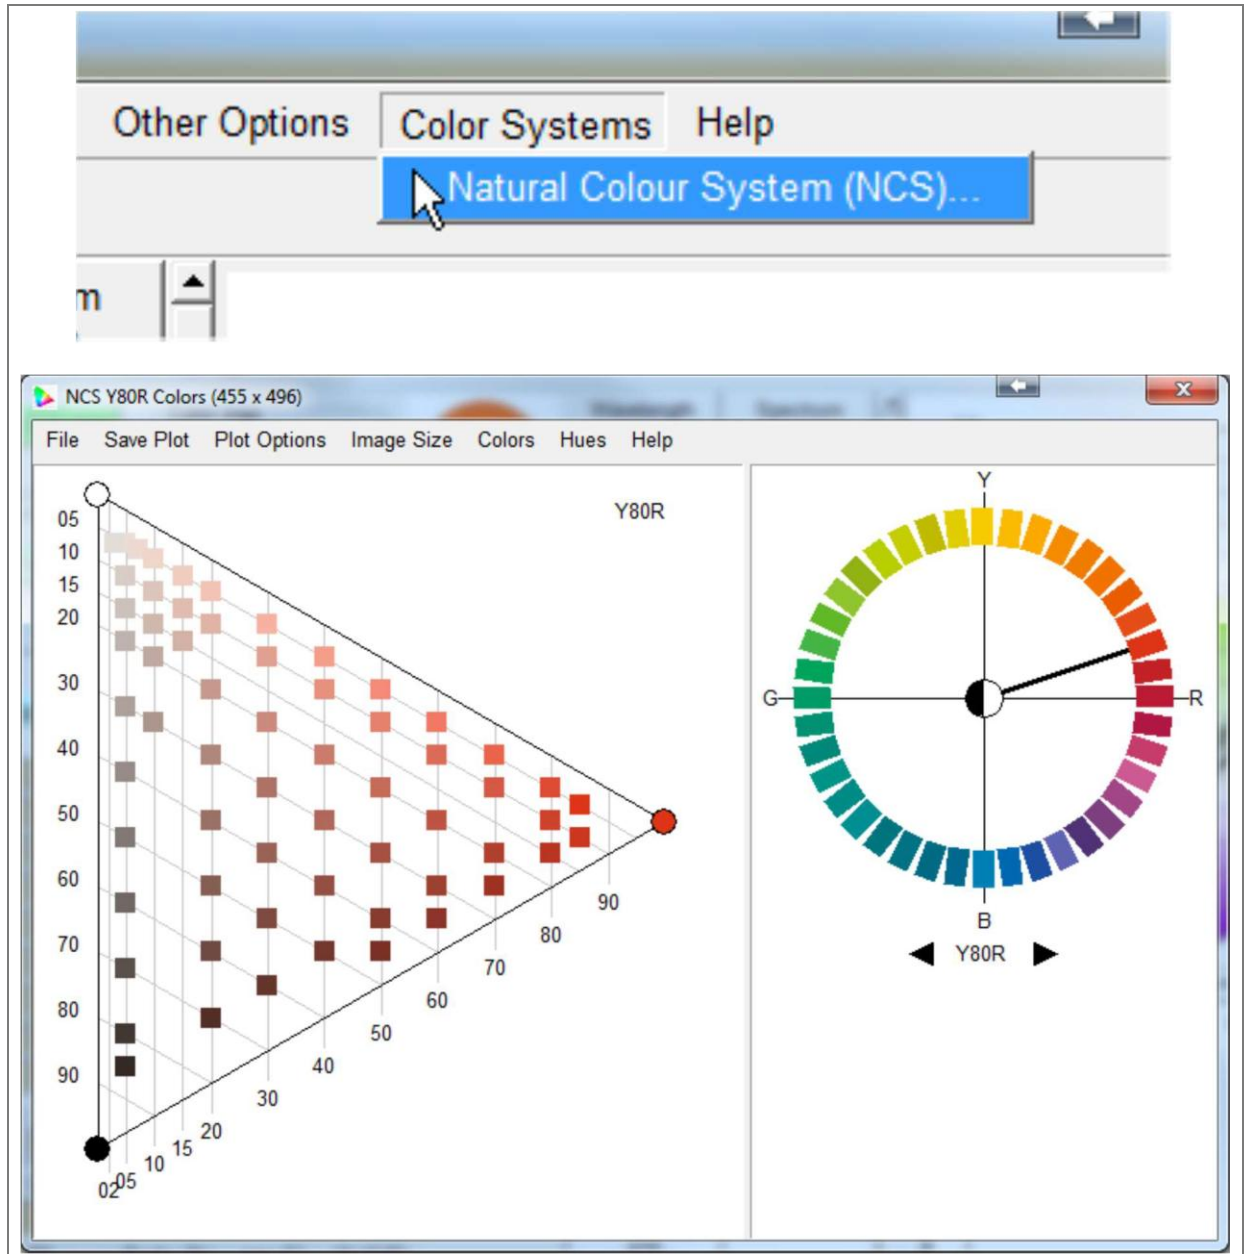 Other Options Color Systems Help
Natural Colour System (NCS)...
m
NCS Y80R Colors (455 x 496)
File Save Plot Plot Options Image Size Colors Hues Help
Y80R
05
10
15
20
30
40
50
60
70
80
90
02
05
10
15
20
30
40
50
60
70
80
90
Y
G
R
B
Y80R